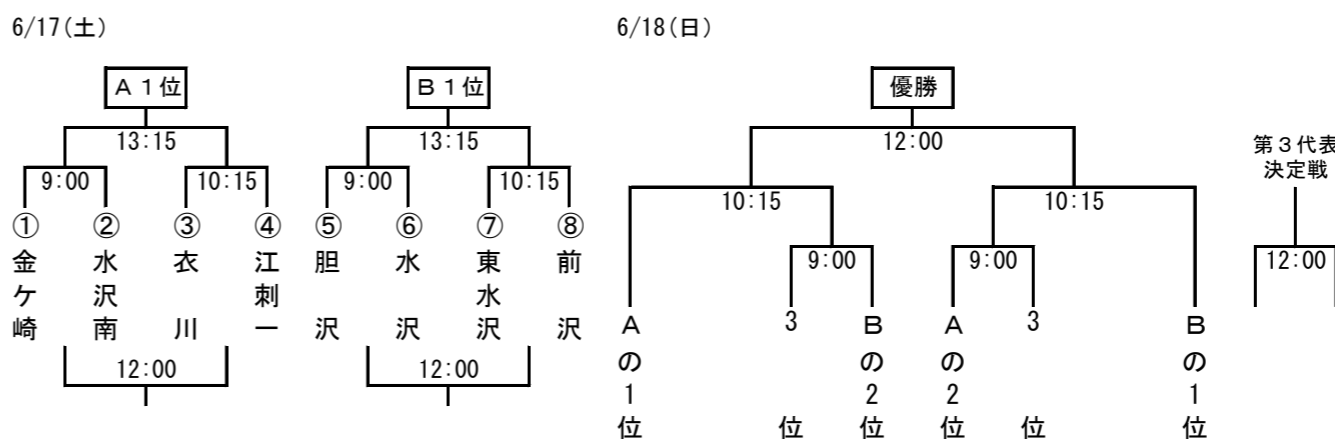 6/17(土)
6/18(日)
A1位
B1位
優勝
13:15
13:15
12:00
第3代表
決定戦
9:00
10:15
9:00
10:15
10:15
10:15
①
②
③
④
⑤
⑥
⑦
⑧
金ケ崎
水沢南
衣川
江刺一
胆沢
水沢
東水沢
前沢
9:00
9:00
12:00
Aの1位
3位
Bの2位
Aの2位
3位
Bの1位
12:00
12:00